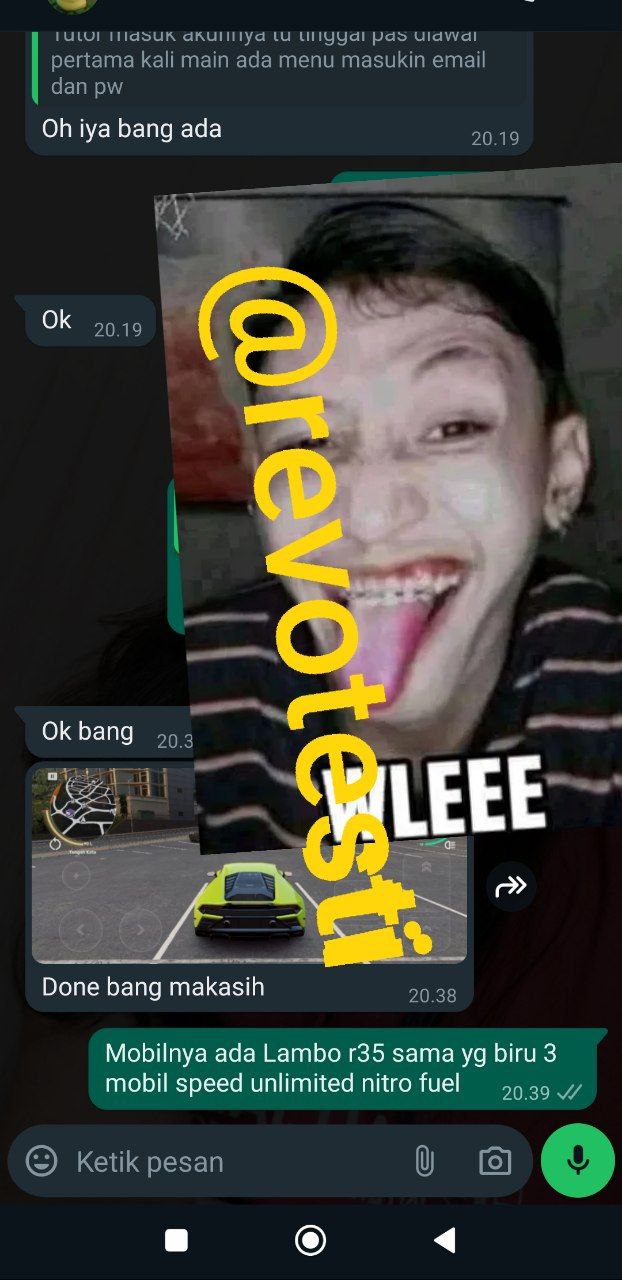 Tutor masuk akunnya tu tinggal pas diawal
pertama kali main ada menu masukin email
dan pw
Oh iya bang ada
20.19
Ok
20.19
@revotesti
Ok bang
WLEEE
Done bang makasih
20.38
Mobilnya ada Lambo r35 sama yg biru 3
mobil speed unlimited nitro fuel
20.39
Ketik pesan